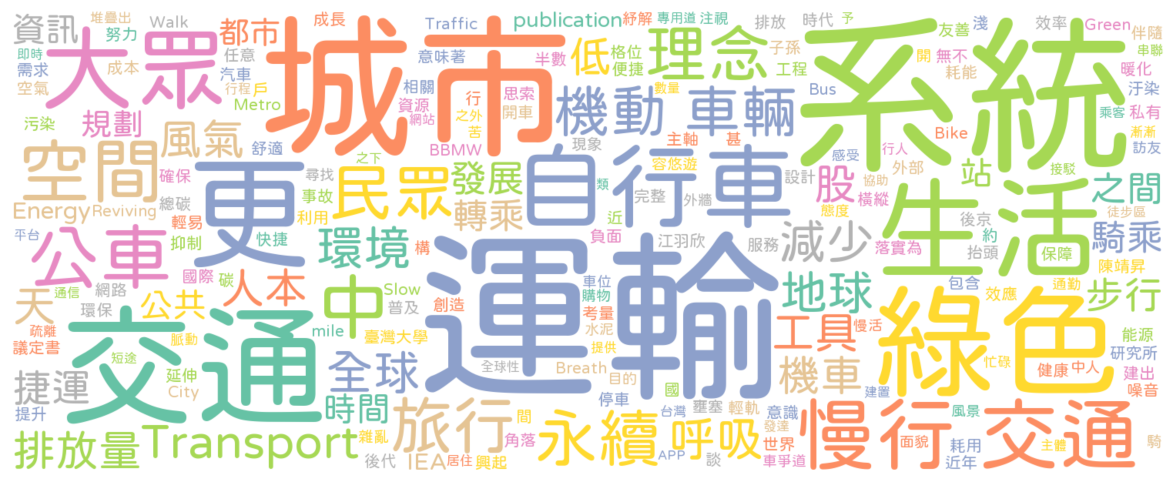 資訊
堆疊出
努力
Walk
都市
成長
Traffic
publication
紓解
專用道
注視
排放
時代
予
友善
淺
效率
Green
伴隨
串聯
即時
需求
空氣
大眾
成本
任意
汽車
城市
意味著
半數
低
格位
便捷
理念
子孫
工程
系統
開
無不
耗能
暖化
汙染
行程
戶
Metro
相關
資源
網站
行
之外
苦
思索
開車
機動
數量
車輛
Bus
私有
乘客
漸漸
訪友
污染
規劃
風氣
舒適
BBMW
現象
主軸
甚
容悠遊
感受
行人
Bike
接駁
空間
確保
總碳
更
尋找
之下
事故
民眾
發展
自行車
類
完整
外牆
設計
股
協助
態度
橫縱
外部
站
之間
徒步區
Energy
Reviving
輕易
利用
轉乘
近
負面
江羽欣
服務
減少
落實為
生活
後京
抬頭
約
保障
騎乘
陳靖昇
平台
公車
抑制
快捷
環境
構
國際
碳
運輸
地球
包含
效應
通勤
步行
天
通信
網路
環保
公共
人本
中
Slow
普及
創造
車位
購物
考量
工具
慢活
綠色
能源
疏離
議定書
脈動
交通
mile
臺灣大學
水泥
提供
機車
忙碌
研究所
建出
捷運
短途
延伸
City
全球
全球性
Breath
目的
建置
健康
中人
噪音
提升
時間
旅行
間
停車
國
台灣
壅塞
輕軌
意識
發達
慢行交通
風景
排放量
Transport
雜亂
後代
IEA
居住
興起
角落
永續
呼吸
APP
談
世界
車爭道
面貌
耗用
近年
主體
騎